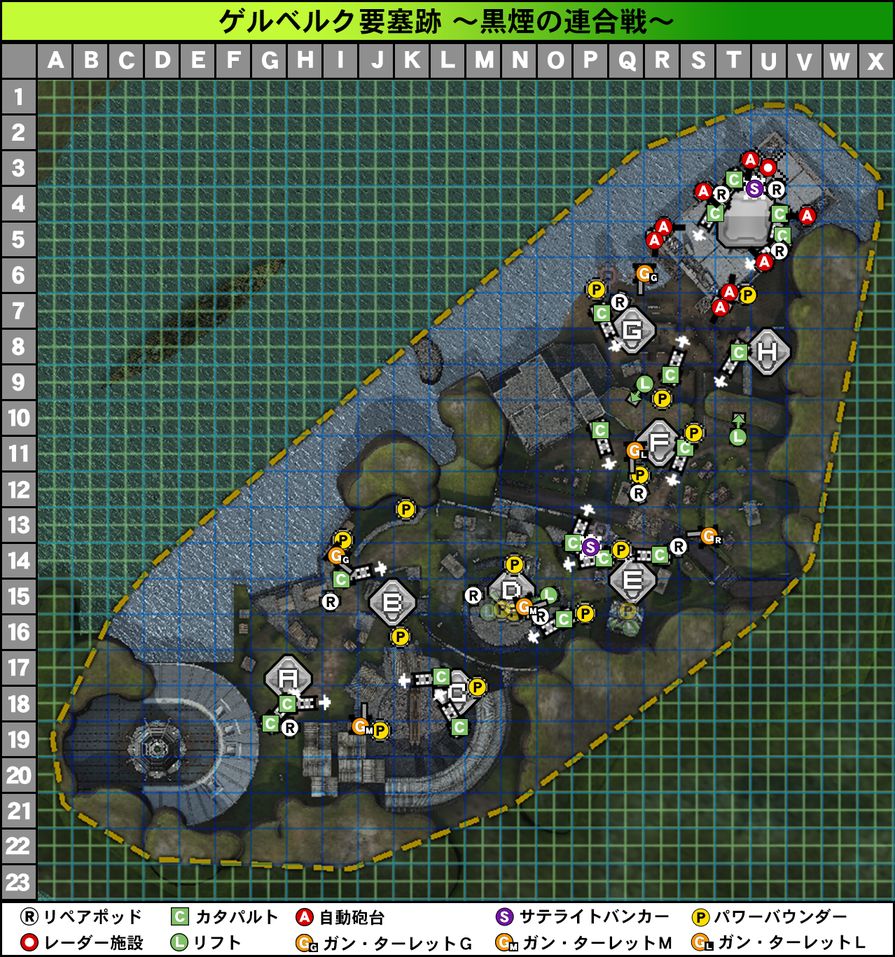 ゲルベルク要塞跡 ～黒煙の連合戦～
A B C D E F G H I J K L M N O P Q R S T U V W X
1
2
3
4
5
6
7
8
9
10
11
12
13
14
15
16
17
18
19
20
21
22
23
A
R
C
S
R
A
R
C
C
A
A
A
C
R
A
G G
P
A
P
A
R
C
G
C
H
L
C
P
C
P
F
L
G L
C
P
R
P
P
G R
C
S
C
P
C
R
G G
P
C
E
D
R
B
R
L
G M
R
C
P
P
P
A
C
C
P
C
C
R
G M
P
C
R リペアポッド C カタパルト A 自動砲台 S サテライトバンカー P パワーバウンダー
レーダー施設 L リフト G G ガン・ターレットG G M ガン・ターレットM G L ガン・ターレットL